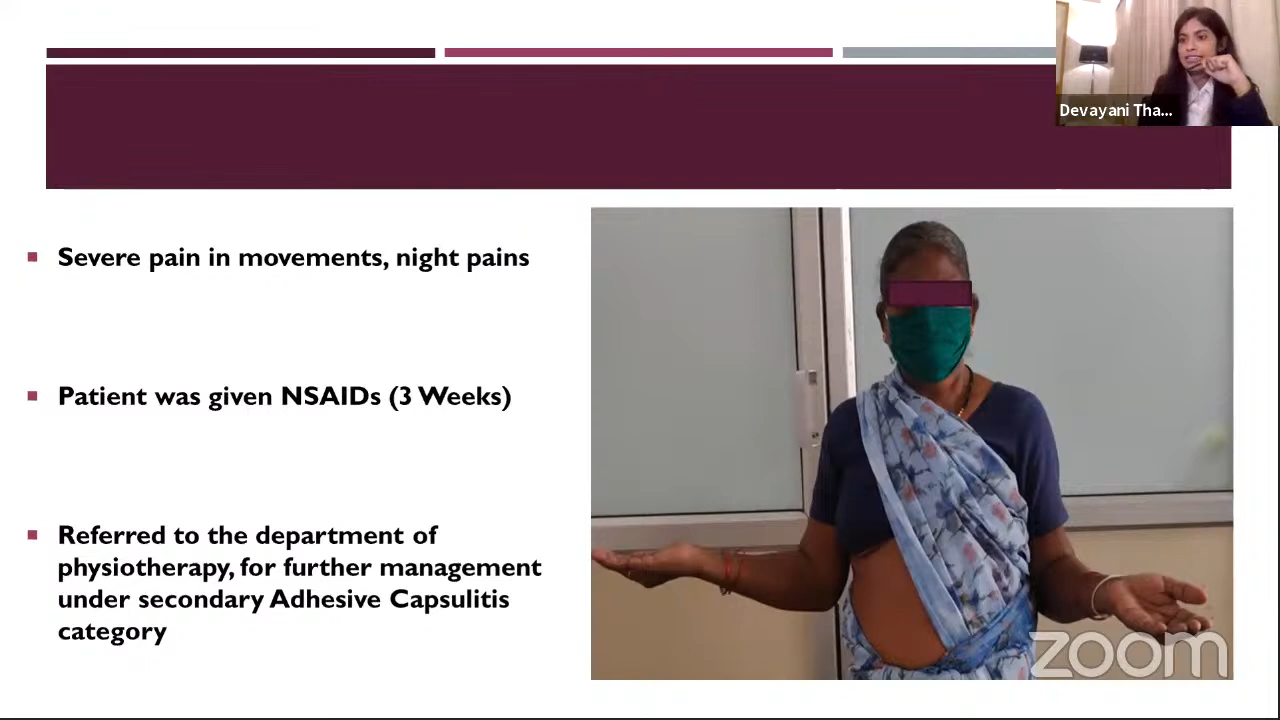 Devayani Tha...
Severe pain in movements, night pains
Patient was given NSAIDs (3 Weeks)
Referred to the department of
physiotherapy, for further management
under secondary Adhesive Capsulitis
category
zoom